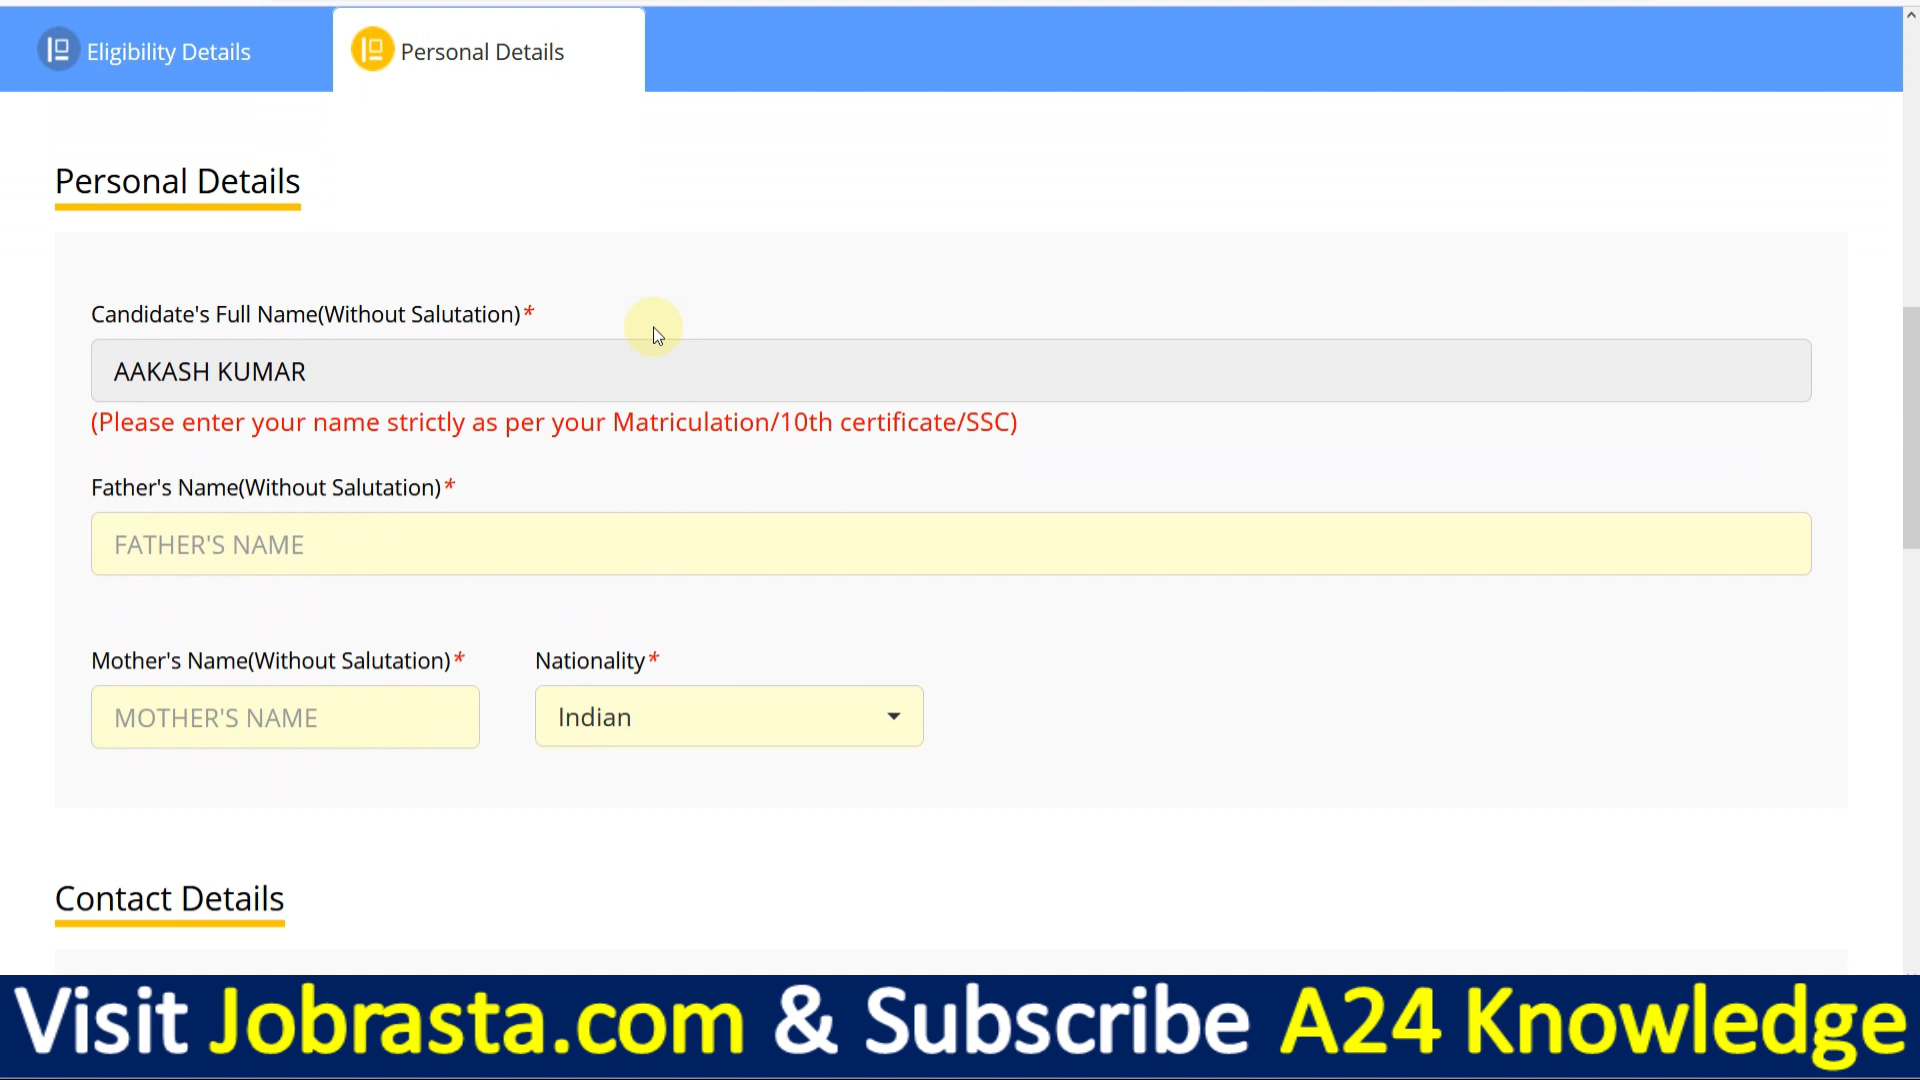 Eligibility Details
Personal Details
Personal Details
Candidate's Full Name(Without Salutation)*
AAKASH KUMAR
(Please enter your name strictly as per your Matriculation/10th certificate/SSC)
Father's Name(Without Salutation)*
FATHER'S NAME
Mother's Name(Without Salutation)*
Nationality*
MOTHER'S NAME
Indian
Contact Details
Visit Jobrasta.com & Subscribe A24 Knowledge